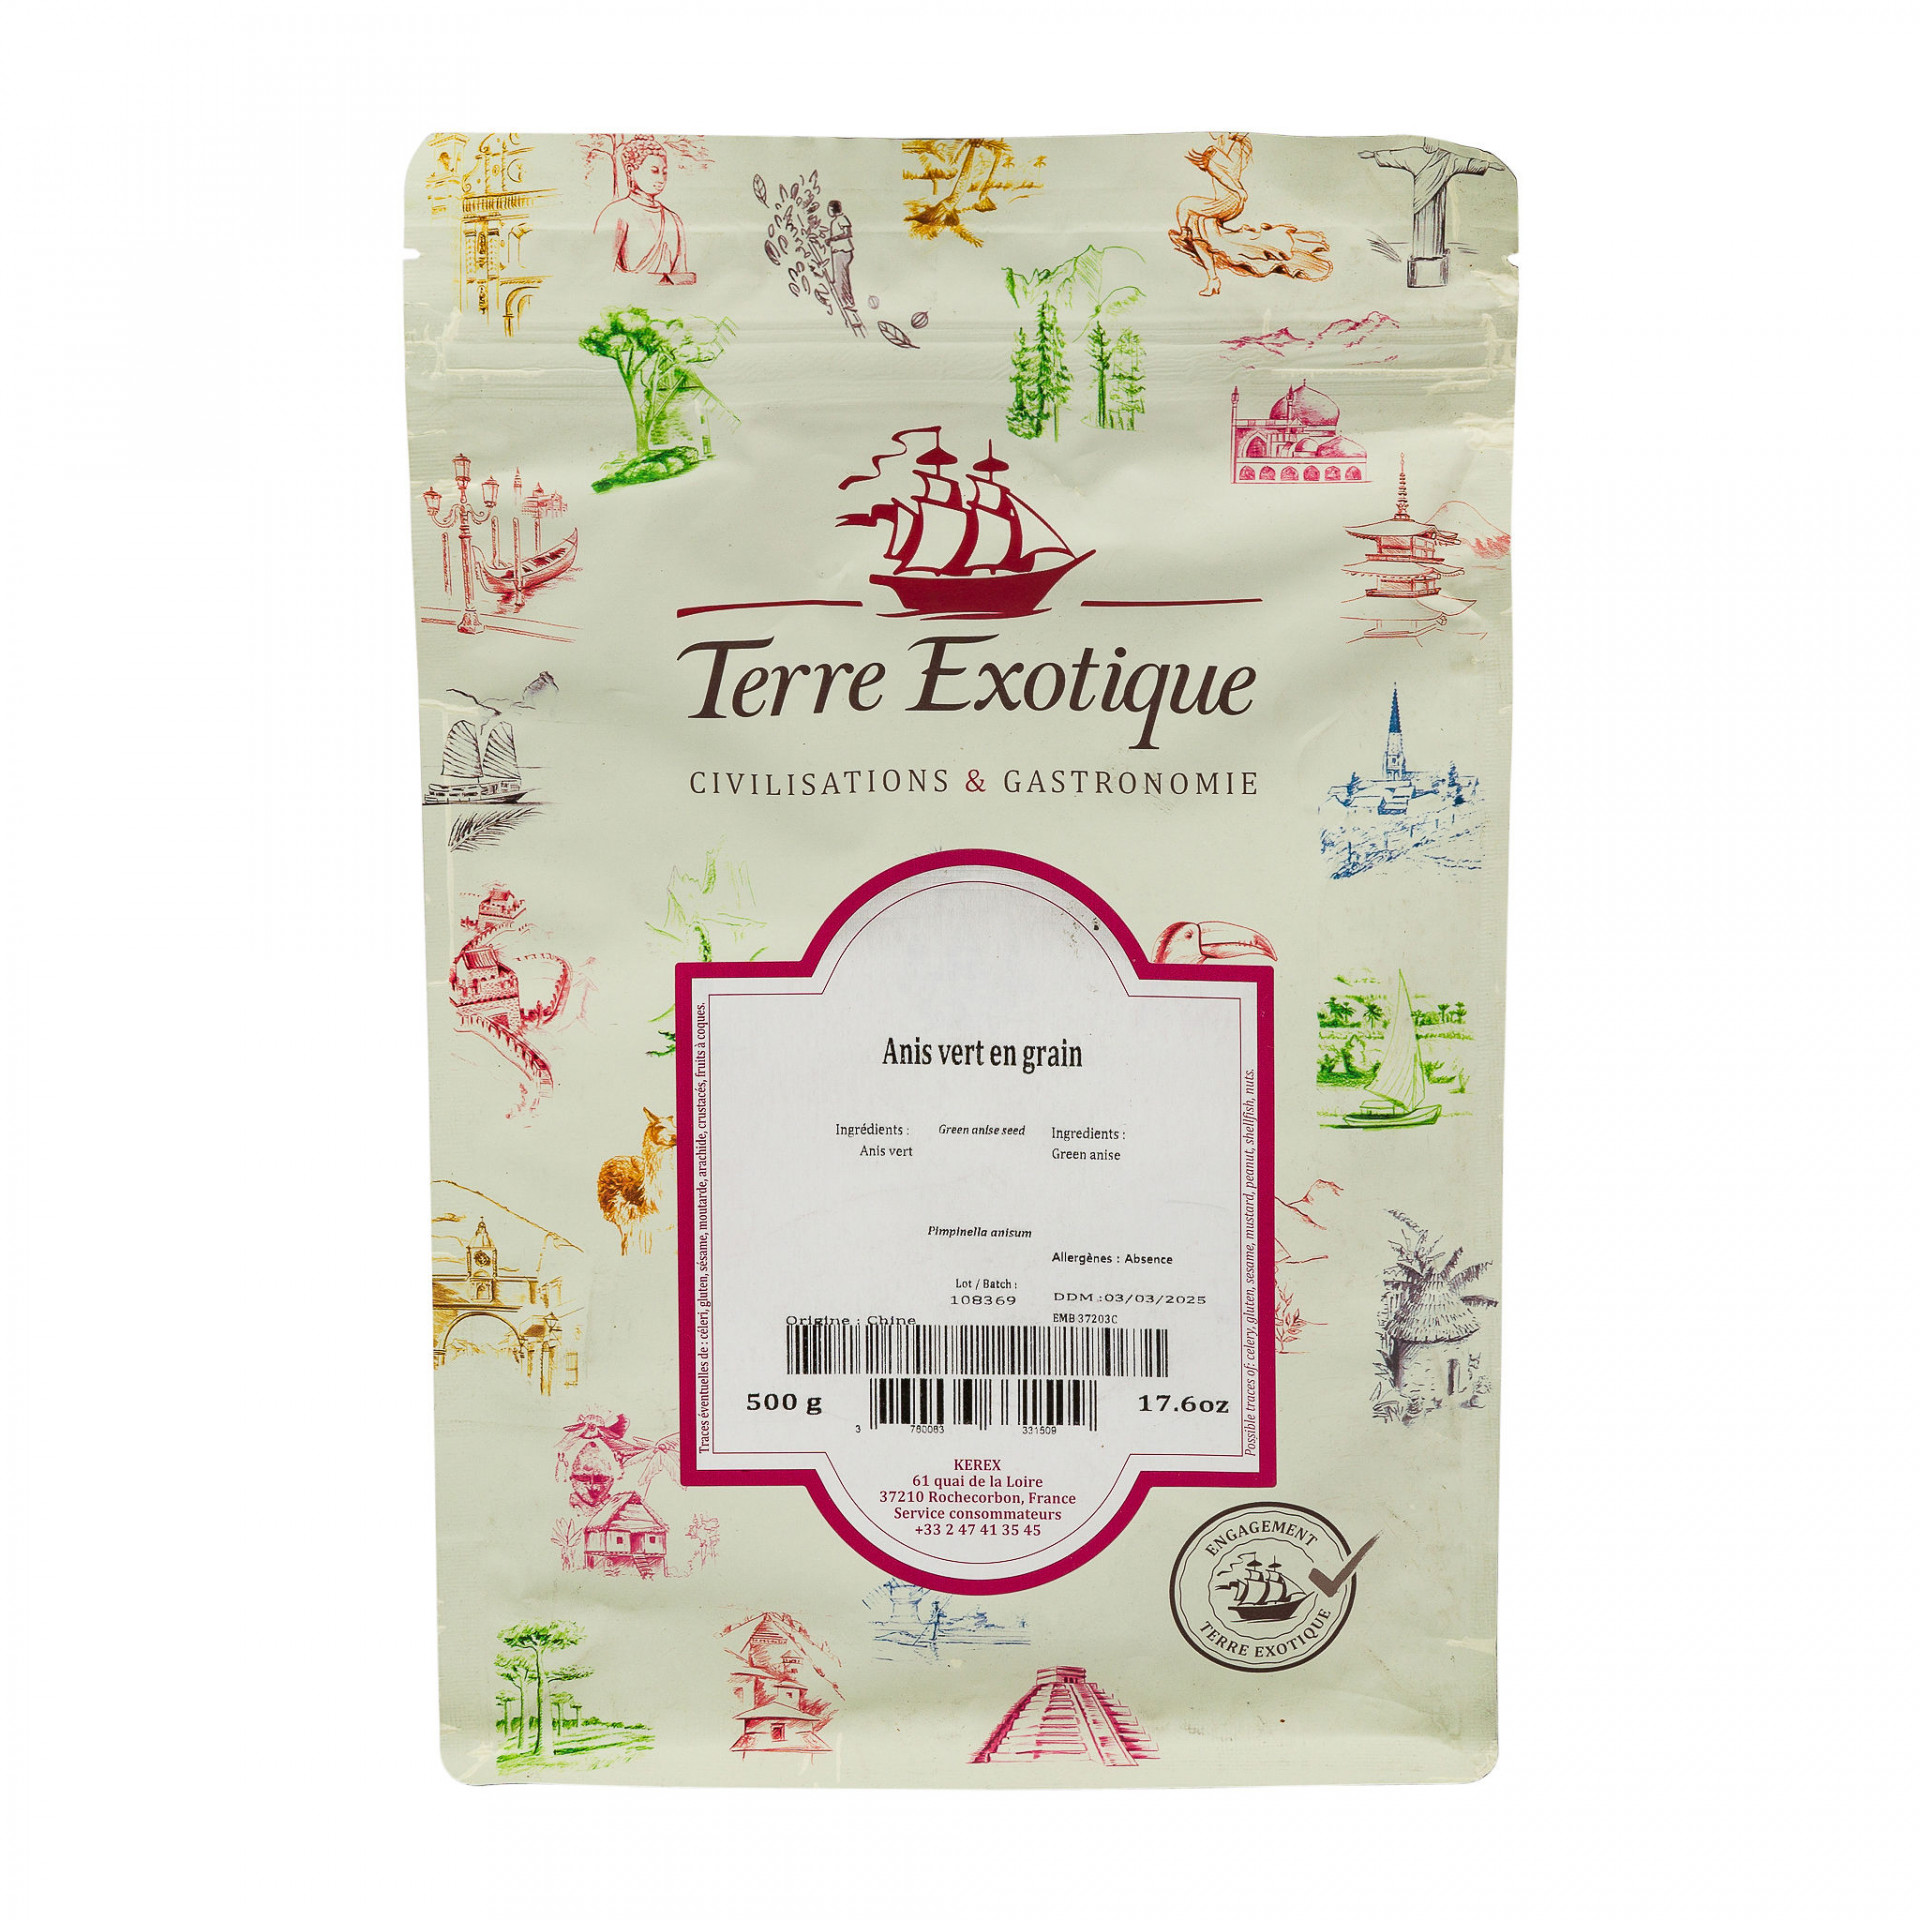 Terre Exotique
CIVILISATIONS & GASTRONOMIE
Anis vert en grain
Ingrédients :
Anis vert
Green anise seed
Ingredients :
Green anise
Pimpinella anisum
Allergènes : Absence
Lot / Batch :
108369
DDM :03/03/2025
Origine : Chine
EMB 37203C
500 g
17.6oz
3 760063 331509
KEREX
61 quai de la Loire
37210 Rochecorbon, France
Service consommateurs
+33 2 47 41 35 45
Traces éventuelles de : céleri, gluten, sésame, moutarde, arachide, crustacés, fruits à coques.
Possible traces of: celery, gluten, sesame, mustard, peanut, shellfish, nuts.
ENGAGEMENT
TERRE EXOTIQUE